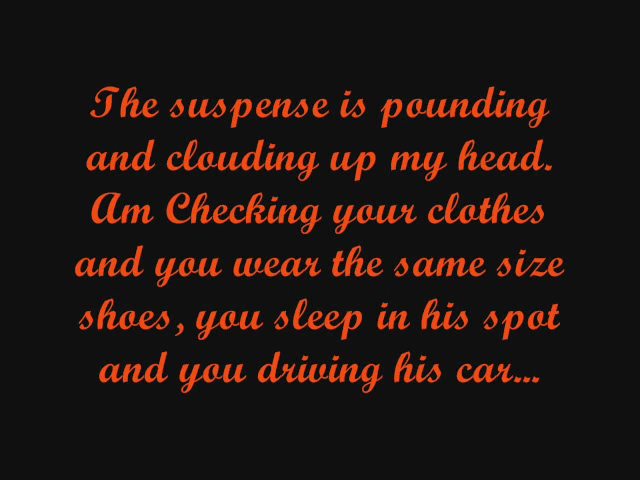 The suspense is pounding
and clouding up my head.
Am Checking your clothes
and you wear the same size
shoes, you sleep in his spot
and you driving his car...